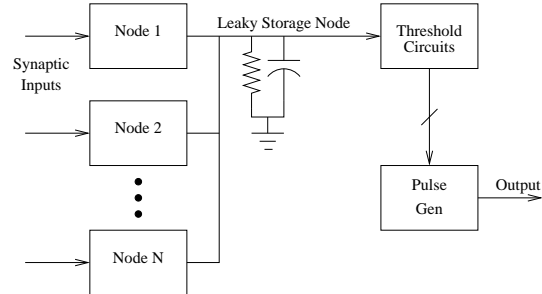 Node 1
Leaky Storage Node
Threshold
Circuits
Synaptic
Inputs
Node 2
Pulse
Gen
Output
Node N